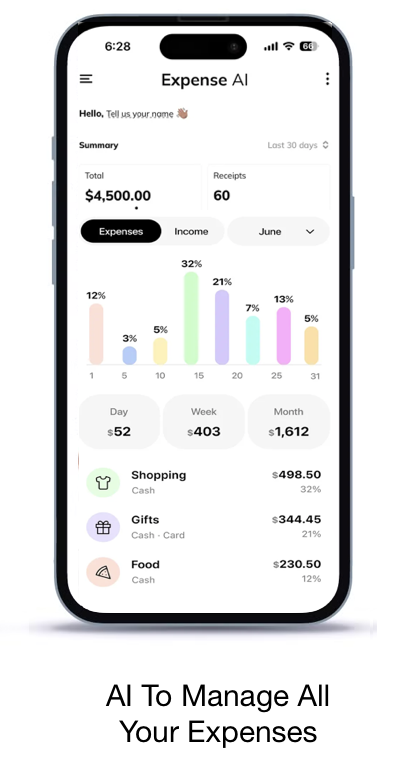 6:28
66
Expense AI
Hello, Tell us your name 👋🏼
Summary
Last 30 days
Total
Receipts
$4,500.00
60
Expenses
Income
June
32%
21%
12%
13%
7%
5%
5%
3%
1 5 10 15 20 25 31
Day
Week
Month
$52
$403
$1,612
Shopping
$498.50
Cash
32%
Gifts
$344.45
Cash · Card
21%
Food
$230.50
Cash
12%
AI To Manage All
Your Expenses